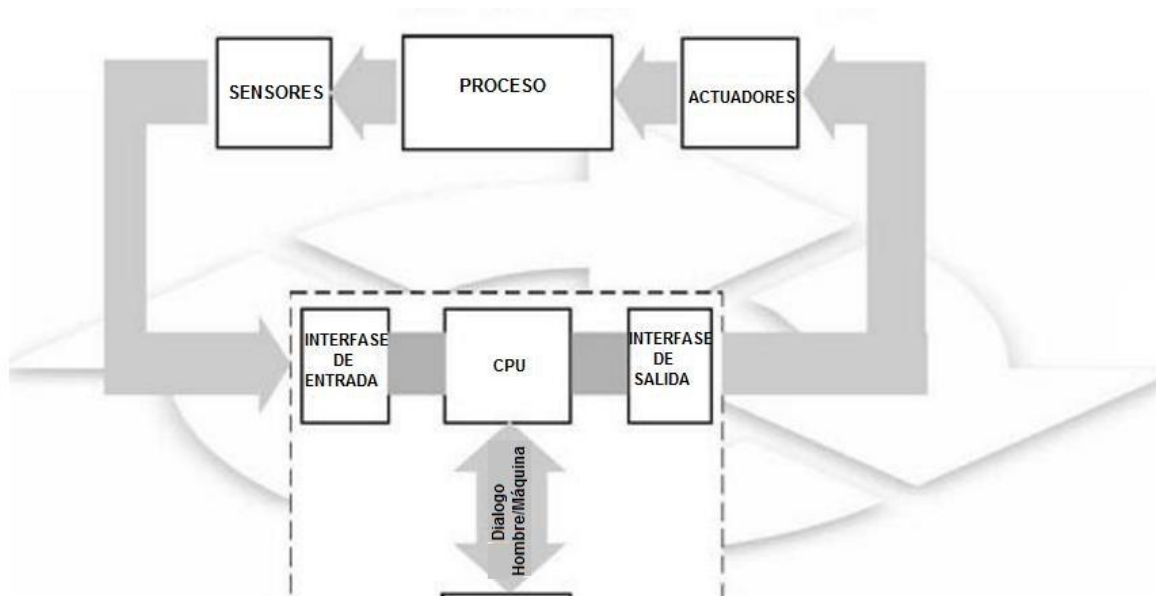 SENSORES
PROCESO
ACTUADORES
INTERFASE
DE
ENTRADA
CPU
INTERFASE
DE
SALIDA
Dialogo
Hombre/Máquina